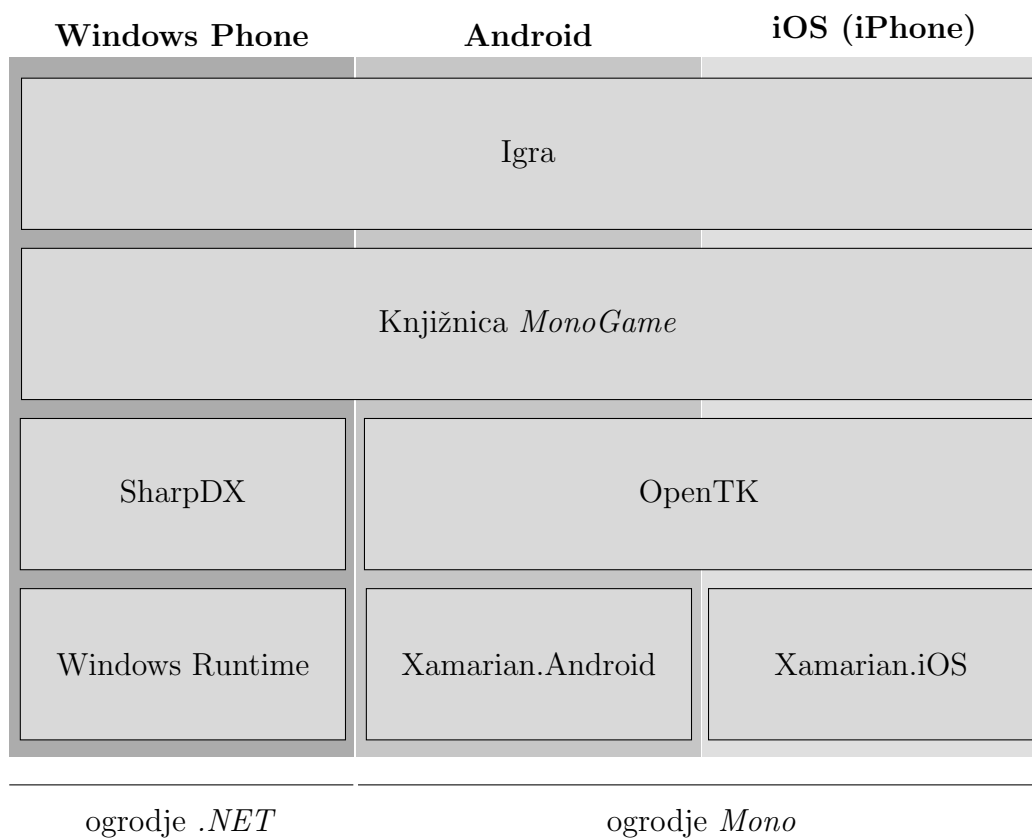 Windows Phone Android iOS (iPhone)
Igra
Knjižnica MonoGame
SharpDX OpenTK
Windows Runtime Xamarian.Android Xamarian.iOS
ogrodje .NET ogrodje Mono